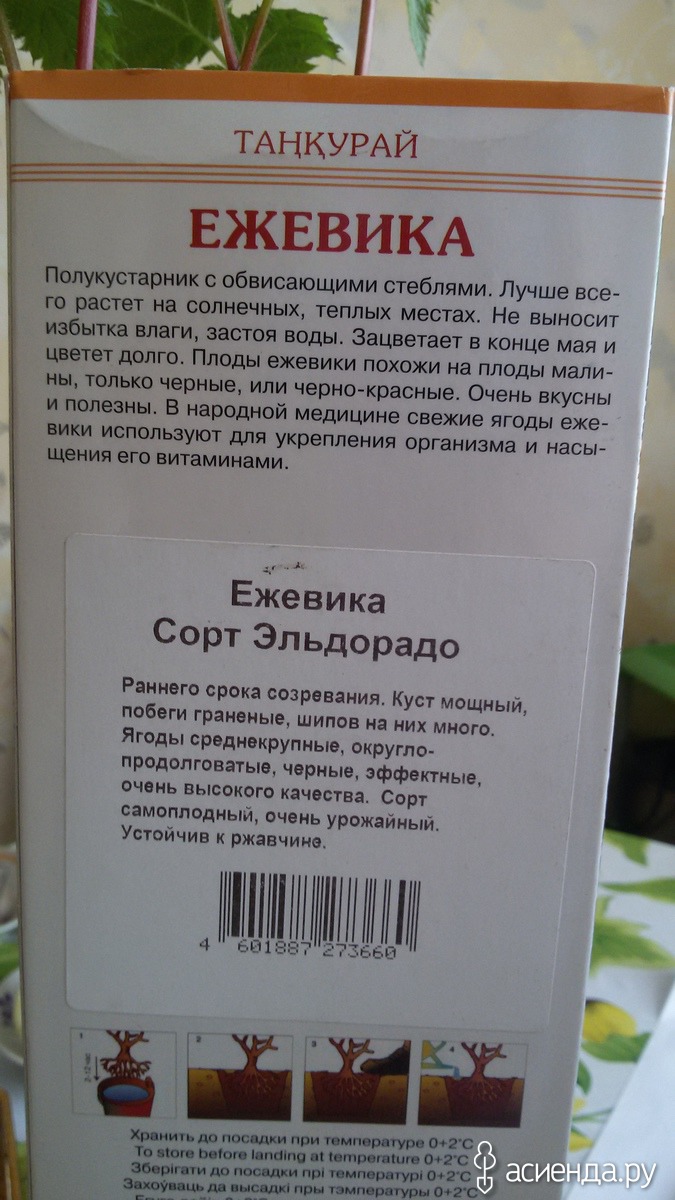 ТАҢҚУРАЙ
ЕЖЕВИКА
Полукустарник с обвисающими стеблями. Лучше все-
го растет на солнечных, теплых местах. Не выносит
избытка влаги, застоя воды. Зацветает в конце мая и
цветет долго. Плоды ежевики похожи на плоды мали-
ны, только черные, или черно-красные. Очень вкусны
и полезны. В народной медицине свежие ягоды еже-
вики используют для укрепления организма и насы-
щения его витаминами.
Ежевика
Сорт Эльдорадо
Раннего срока созревания. Куст мощный,
побеги граненые, шипов на них много.
Ягоды среднекрупные, округло-
продолговатые, черные, эффектные,
очень высокого качества. Сорт
самоплодный, очень урожайный.
Устойчив к ржавчине.
4 601887 273660
1 2 3 4
2-12 час
Хранить до посадки при температуре 0+2°C
To store before landing at temperature 0+2°C
Зберігати до посадки прі температурі 0+2°C
Захоўваць да высадкі пры тэмпературы 0+2°C
асиенда.ру